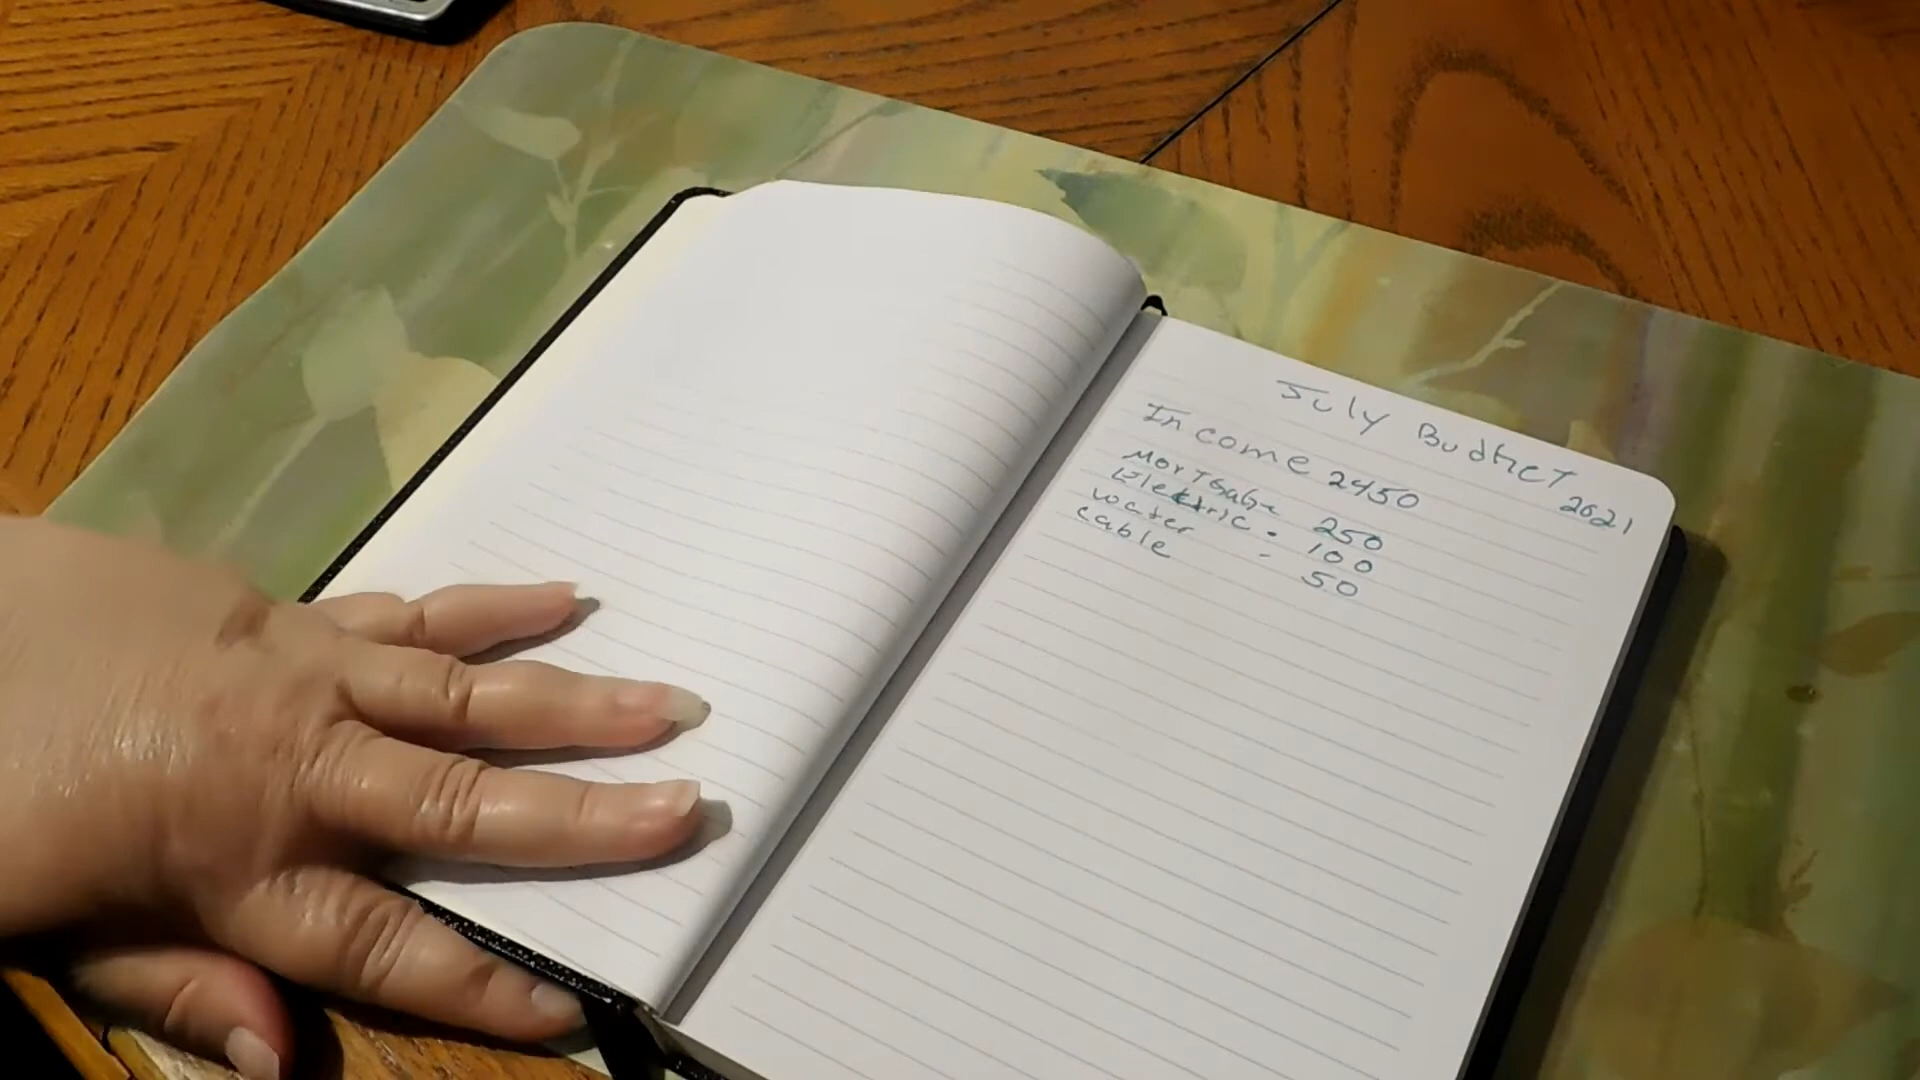 July Budget 2021
Income 2450
Mortgage 250
Electric - 100
Water - 50
cable